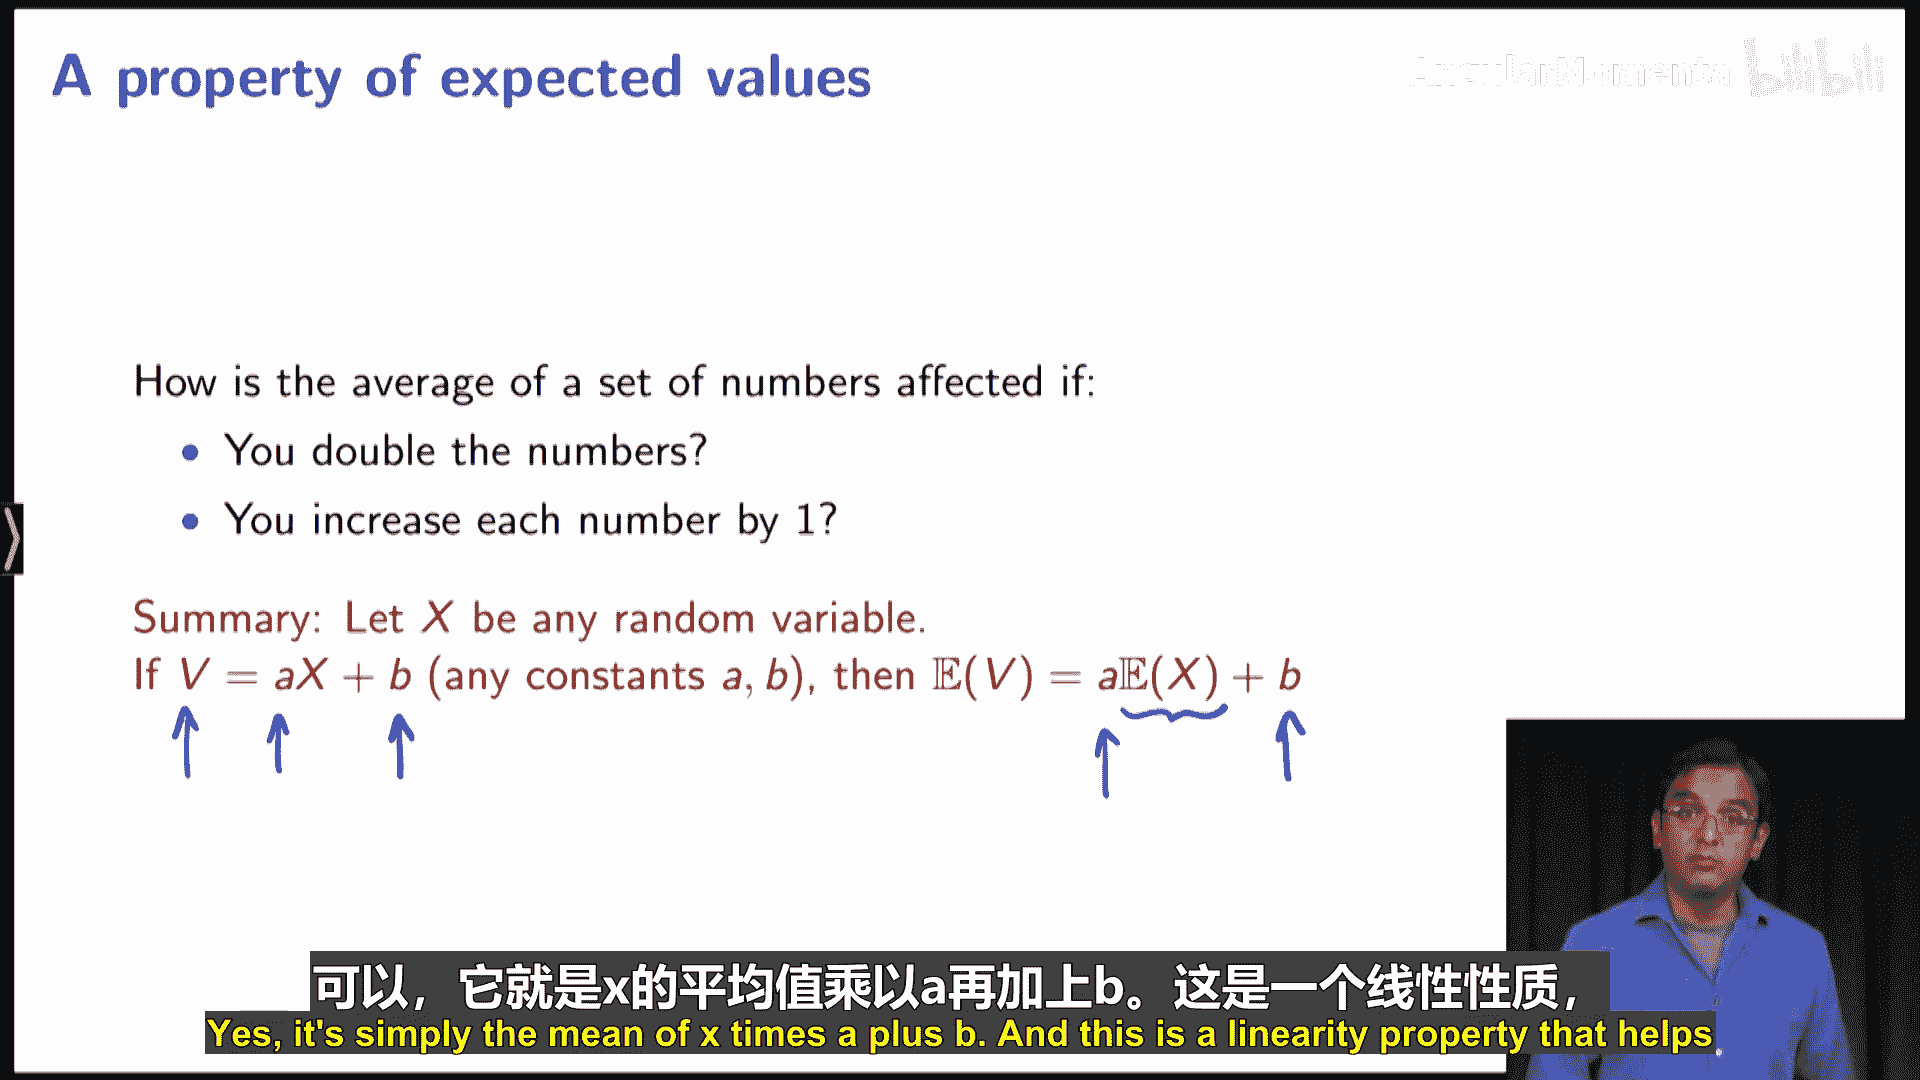 A property of expected values
bilibili
How is the average of a set of numbers affected if:
• You double the numbers?
• You increase each number by 1?
Summary: Let X be any random variable.
If V = aX + b (any constants a, b), then 𝔼(V) = a𝔼(X) + b
可以，它就是x的平均值乘以a再加上b。这是一个线性性质，
Yes, it's simply the mean of x times a plus b. And this is a linearity property that helps